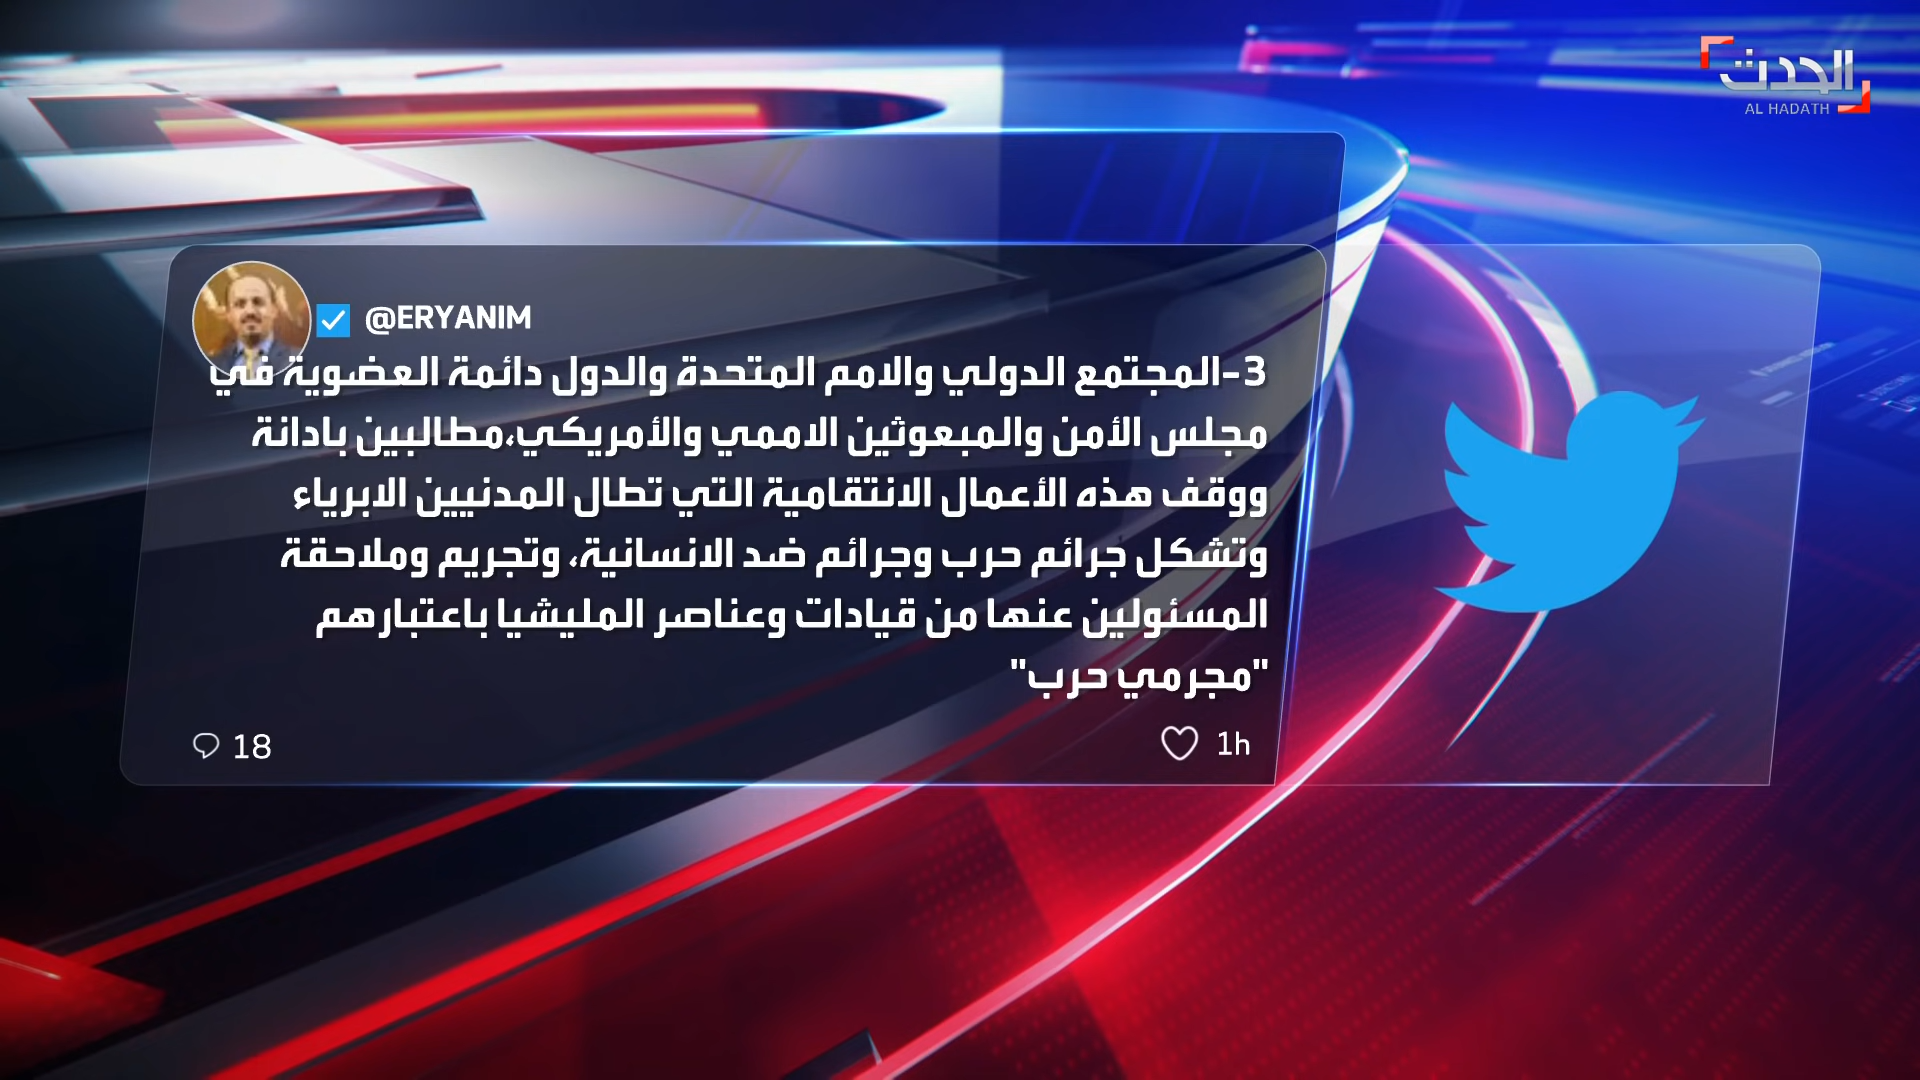 الحدث
AL HADATH
@ERYANIM
3-المجتمع الدولي والامم المتحدة والدول دائمة العضوية في
مجلس الأمن والمبعوثين الاممي والأمريكي،مطالبين بادانة
ووقف هذه الأعمال الانتقامية التي تطال المدنيين الابرياء
وتشكل جرائم حرب وجرائم ضد الانسانية، وتجريم وملاحقة
المسئولين عنها من قيادات وعناصر المليشيا باعتبارهم
"مجرمي حرب"
18
1h